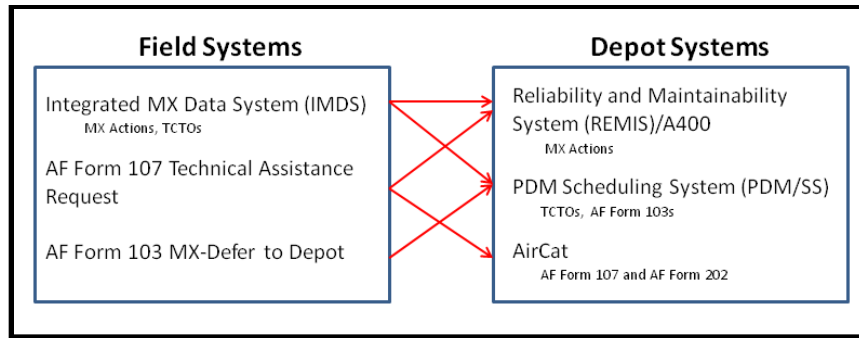 Field Systems
Integrated MX Data System (IMDS)
MX Actions, TCTOs
AF Form 107 Technical Assistance
Request
AF Form 103 MX-Defer to Depot
Depot Systems
Reliability and Maintainability
System (REMIS)/A400
MX Actions
PDM Scheduling System (PDM/SS)
TCTOs, AF Form 103s
AirCat
AF Form 107 and AF Form 202